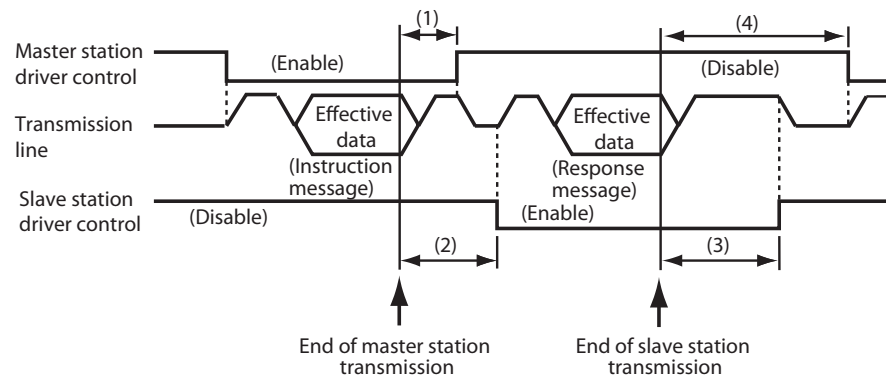 (1)
(4)
Master station
driver control
(Enable)
(Disable)
Transmission
line
Effective
data
(Instruction
message)
Effective
data
(Response
message)
Slave station
driver control
(Disable)
(Enable)
(2)
(3)
End of master station
transmission
End of slave station
transmission